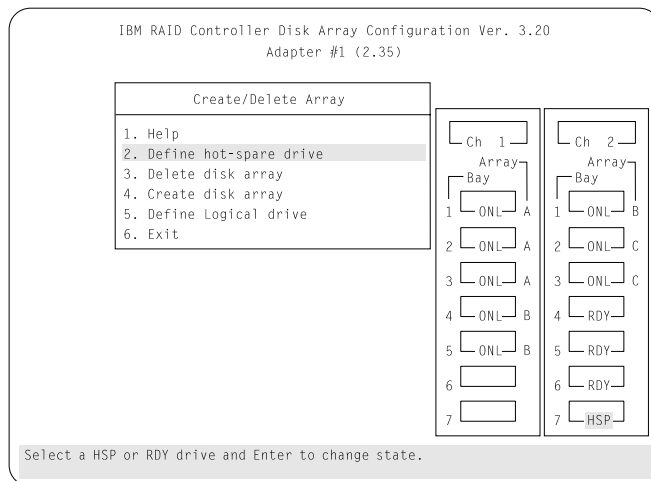 IBM RAID Controller Disk Array Configuration Ver. 3.20
Adapter #1 (2.35)
Create/Delete Array
1. Help
2. Define hot-spare drive
3. Delete disk array
4. Create disk array
5. Define Logical drive
6. Exit
Ch 1
Array
Bay
1 ONL A
2 ONL A
3 ONL A
4 ONL B
5 ONL B
6
7
Ch 2
Array
Bay
1 ONL B
2 ONL C
3 ONL C
4 RDY
5 RDY
6 RDY
7 HSP
Select a HSP or RDY drive and Enter to change state.